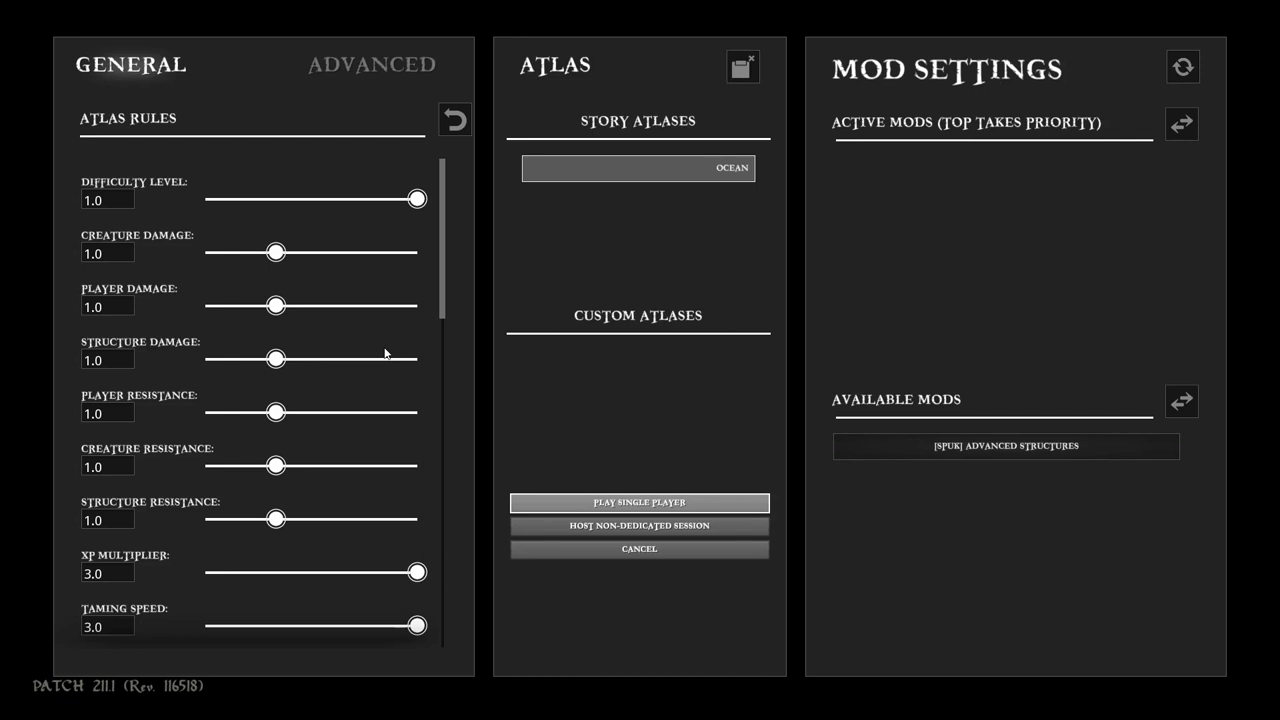 GENERAL
ADVANCED
ATLAS RULES
DIFFICULTY LEVEL:
1.0
CREATURE DAMAGE:
1.0
PLAYER DAMAGE:
1.0
STRUCTURE DAMAGE:
1.0
PLAYER RESISTANCE:
1.0
CREATURE RESISTANCE:
1.0
STRUCTURE RESISTANCE:
1.0
XP MULTIPLIER:
3.0
TAMING SPEED:
3.0
ATLAS
STORY ATLASES
OCEAN
CUSTOM ATLASES
PLAY SINGLE PLAYER
HOST NON-DEDICATED SESSION
CANCEL
MOD SETTINGS
ACTIVE MODS (TOP TAKES PRIORITY)
AVAILABLE MODS
[SPUK] ADVANCED STRUCTURES
PATCH 211.1 (Rev. 116518)